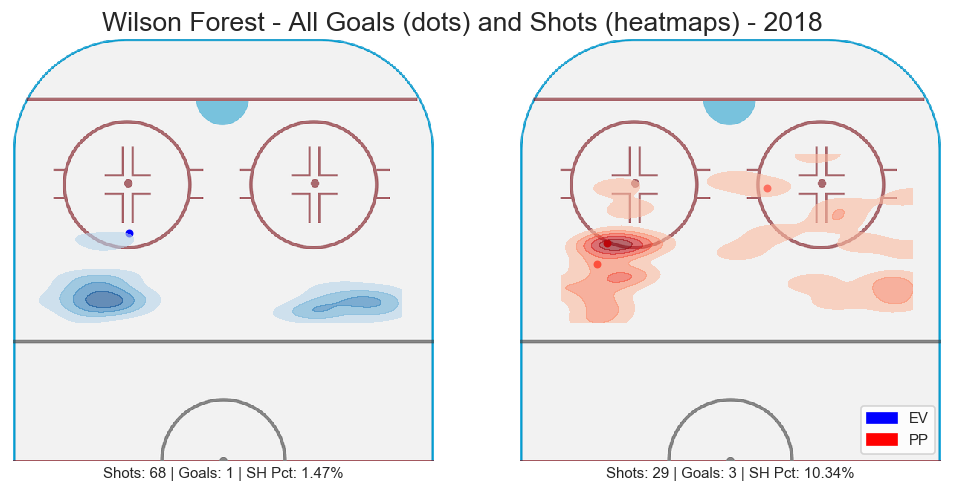 Wilson Forest - All Goals (dots) and Shots (heatmaps) - 2018
EV
PP
Shots: 68 | Goals: 1 | SH Pct: 1.47%
Shots: 29 | Goals: 3 | SH Pct: 10.34%